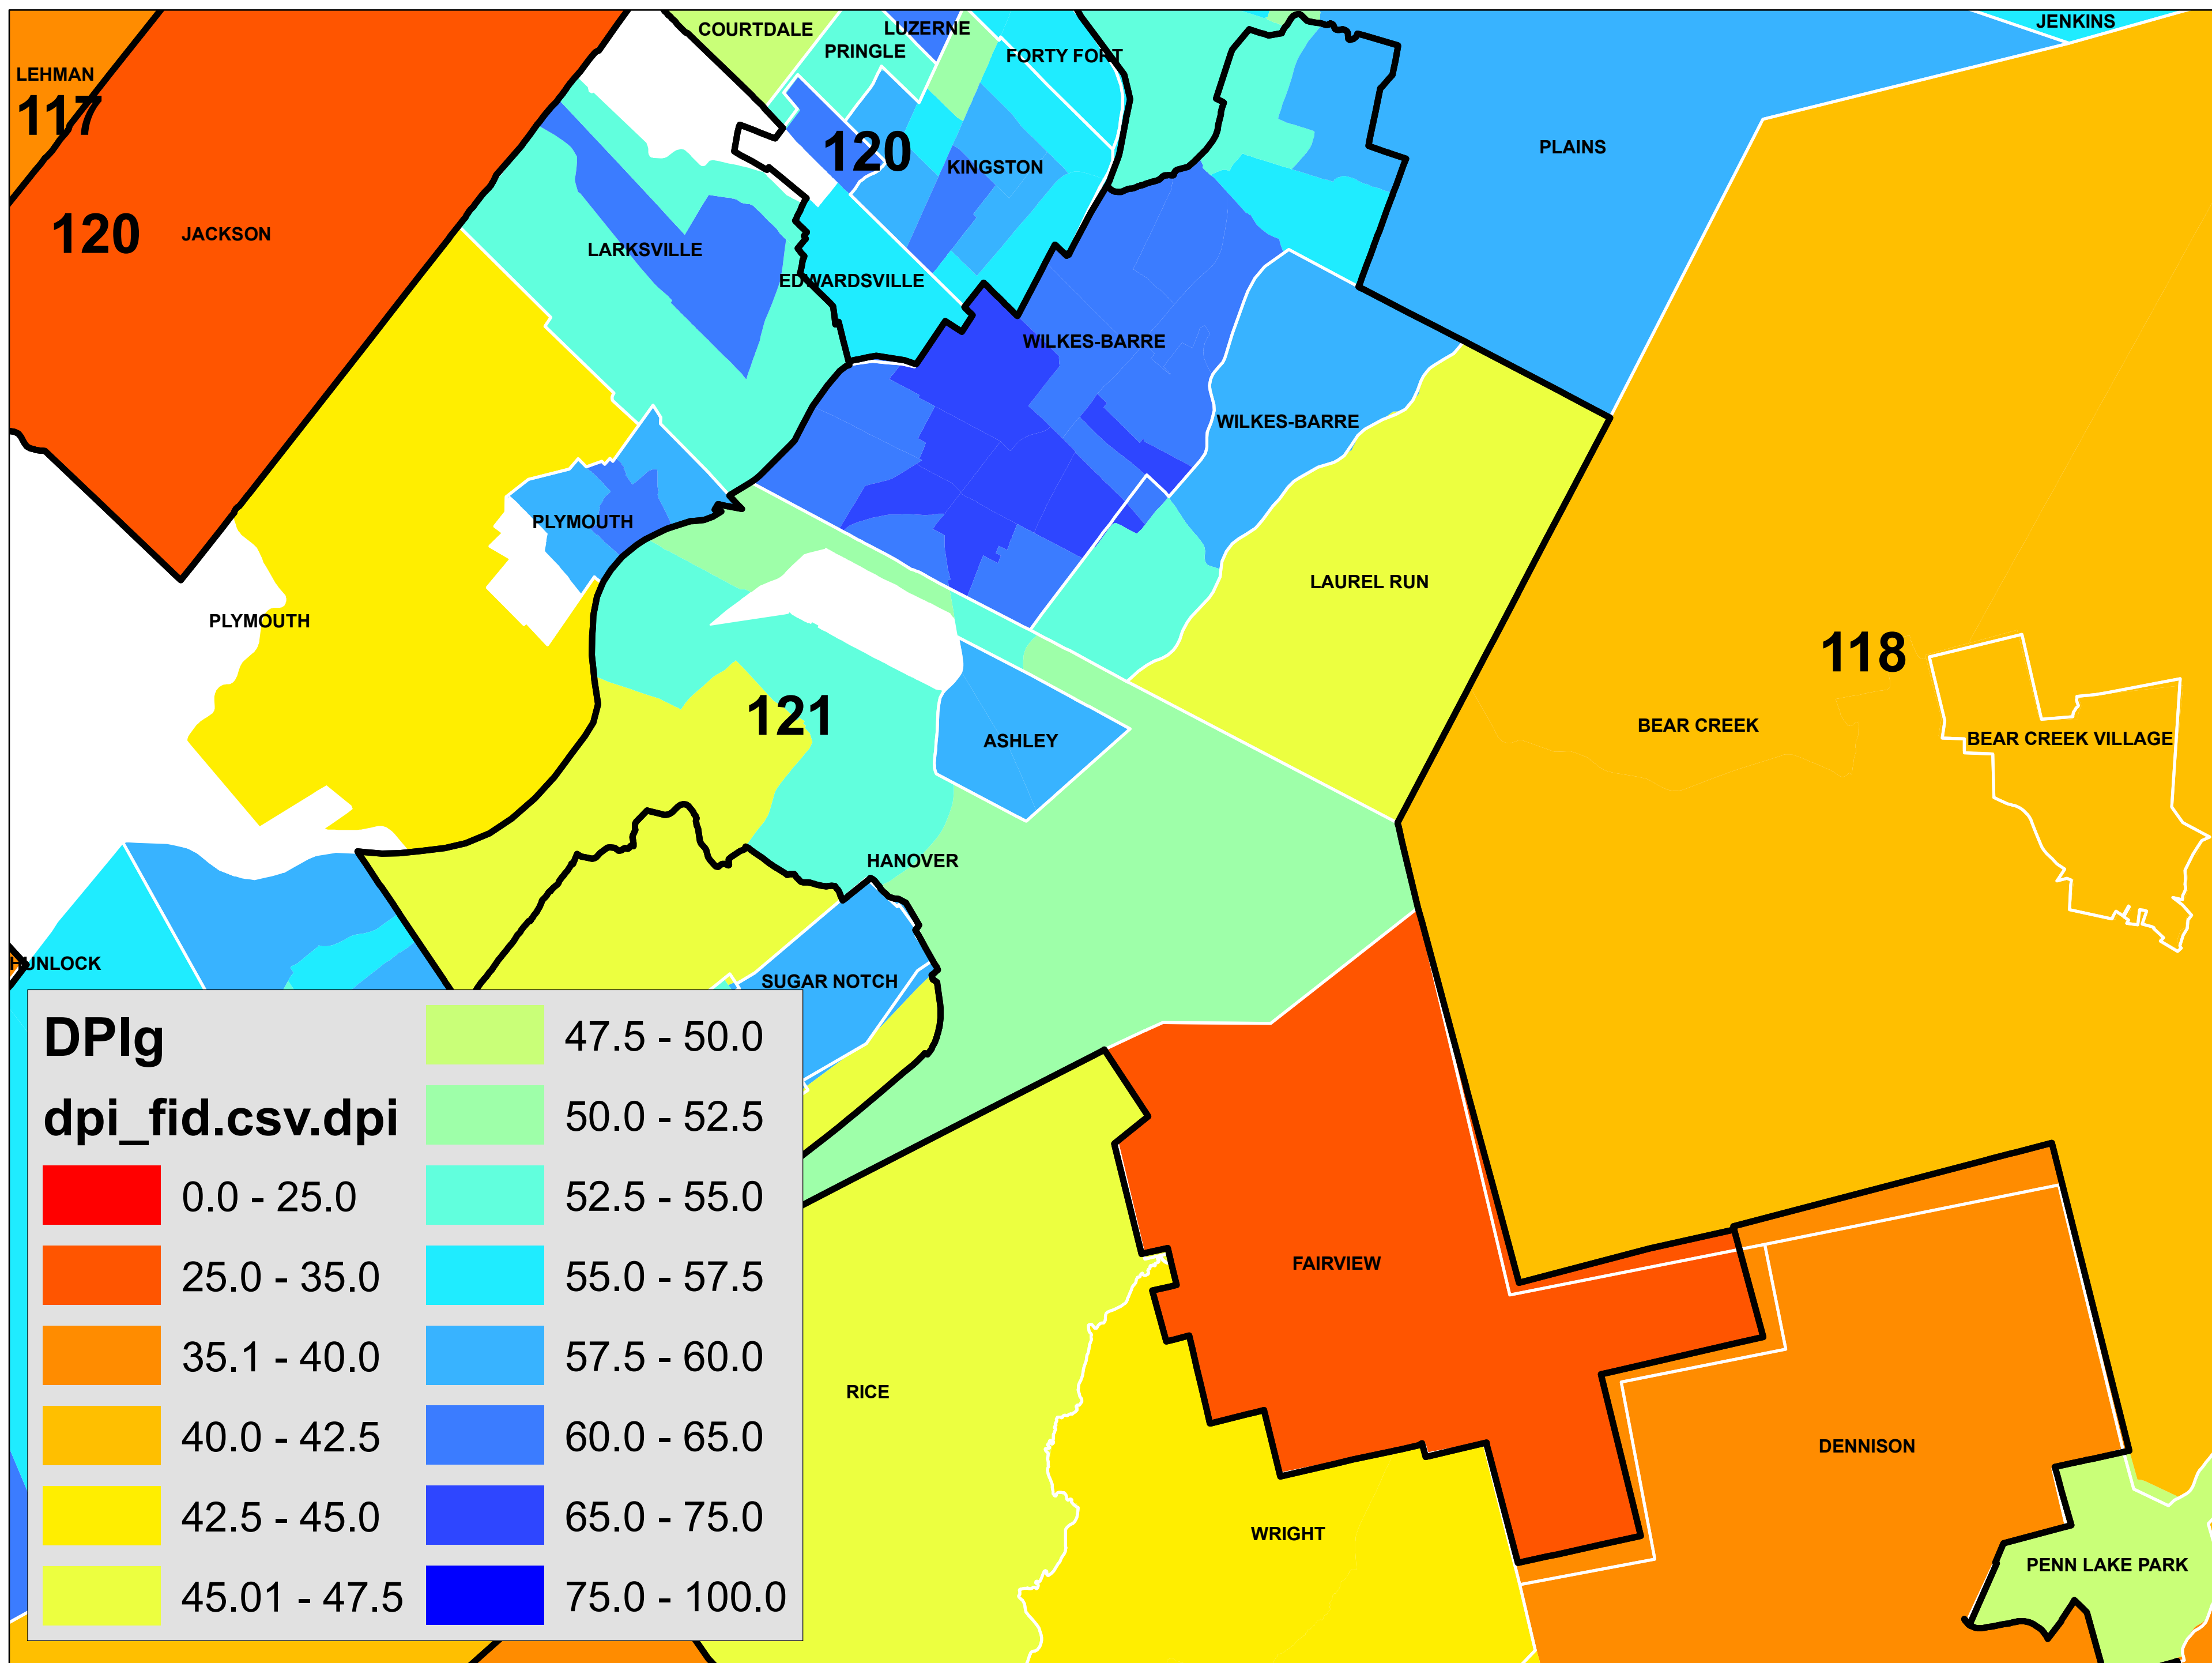 COURTDALE
LUZERNE
JENKINS
PRINGLE
FORTY FORT
LEHMAN
117
120
KINGSTON
PLAINS
120
JACKSON
LARKSVILLE
EDWARDSVILLE
WILKES-BARRE
WILKES-BARRE
PLYMOUTH
LAUREL RUN
PLYMOUTH
118
121
ASHLEY
BEAR CREEK
BEAR CREEK VILLAGE
HANOVER
HUNLOCK
SUGAR NOTCH
FAIRVIEW
RICE
DENNISON
WRIGHT
PENN LAKE PARK
DPIg
dpi_fid.csv.dpi
0.0 - 25.0
25.0 - 35.0
35.1 - 40.0
40.0 - 42.5
42.5 - 45.0
45.01 - 47.5
47.5 - 50.0
50.0 - 52.5
52.5 - 55.0
55.0 - 57.5
57.5 - 60.0
60.0 - 65.0
65.0 - 75.0
75.0 - 100.0